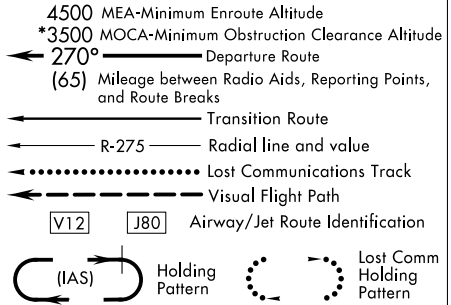 4500 MEA-Minimum Enroute Altitude
*3500 MOCA-Minimum Obstruction Clearance Altitude
270° Departure Route
(65) Mileage between Radio Aids, Reporting Points,
and Route Breaks
Transition Route
R-275 Radial line and value
Lost Communications Track
Visual Flight Path
V12 J80 Airway/Jet Route Identification
(IAS) Holding
Pattern
Lost Comm
Holding
Pattern